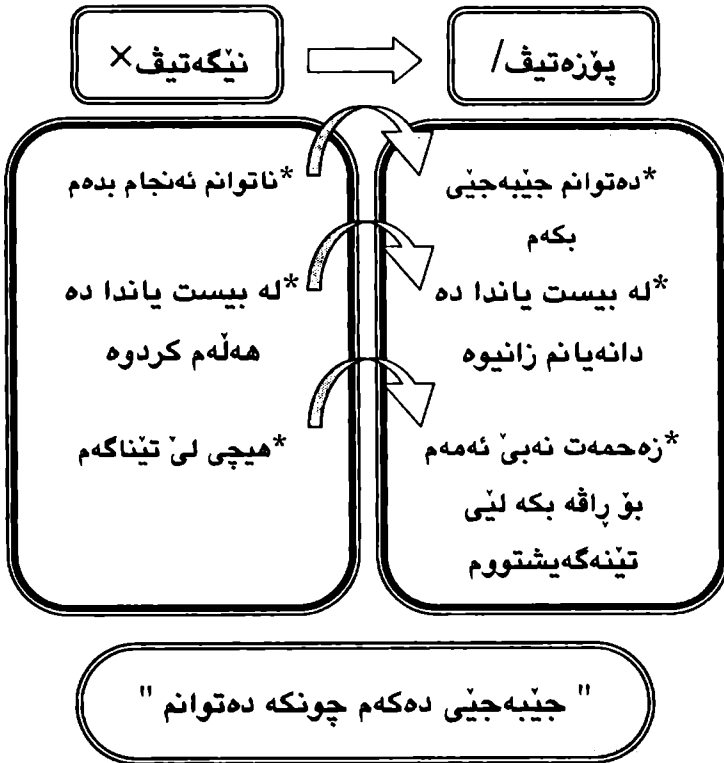 نێگەتیڤ×
پۆزەتیڤ/
*ناتوانم ئەنجام بدەم
*لە بیست یاندا دە
هەڵەم کردوە
*هیچی لێ تێناگەم
*دەتوانم جێبەجێی
بکەم
*لە بیست یاندا دە
دانەیانم زانیوە
*زەحمەت نەبێ ئەمەم
بۆ ڕاڤە بکە لێی
تێنەگەیشتووم
" جێبەجێی دەکەم چونکە دەتوانم "